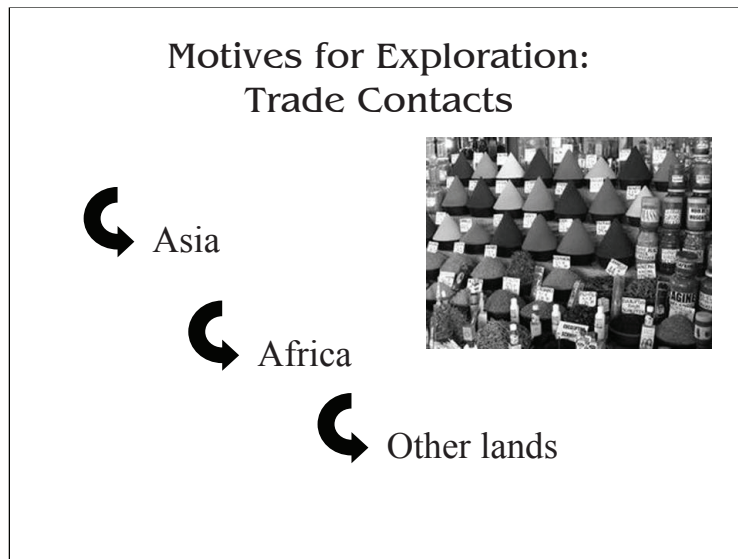 Motives for Exploration:
Trade Contacts
Asia
Africa
Other lands